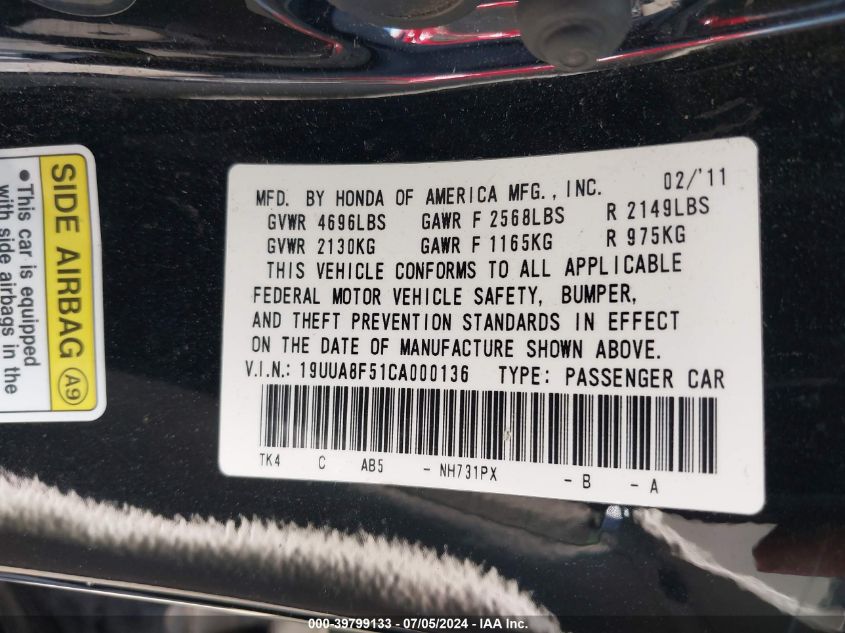 MFD. BY HONDA OF AMERICA MFG., INC. 02/'11
GVWR 4696LBS GAWR F 2568LBS R 2149LBS
GVWR 2130KG GAWR F 1165KG R 975KG
THIS VEHICLE CONFORMS TO ALL APPLICABLE
FEDERAL MOTOR VEHICLE SAFETY, BUMPER,
AND THEFT PREVENTION STANDARDS IN EFFECT
ON THE DATE OF MANUFACTURE SHOWN ABOVE.
V.I.N.: 19UUA8F51CA000136 TYPE: PASSENGER CAR
TK4 C AB5 - NH731PX - B - A
SIDE AIRBAG A9
•This car is equipped
with side airbags in the
000-39799133 - 07/05/2024 - IAA Inc.